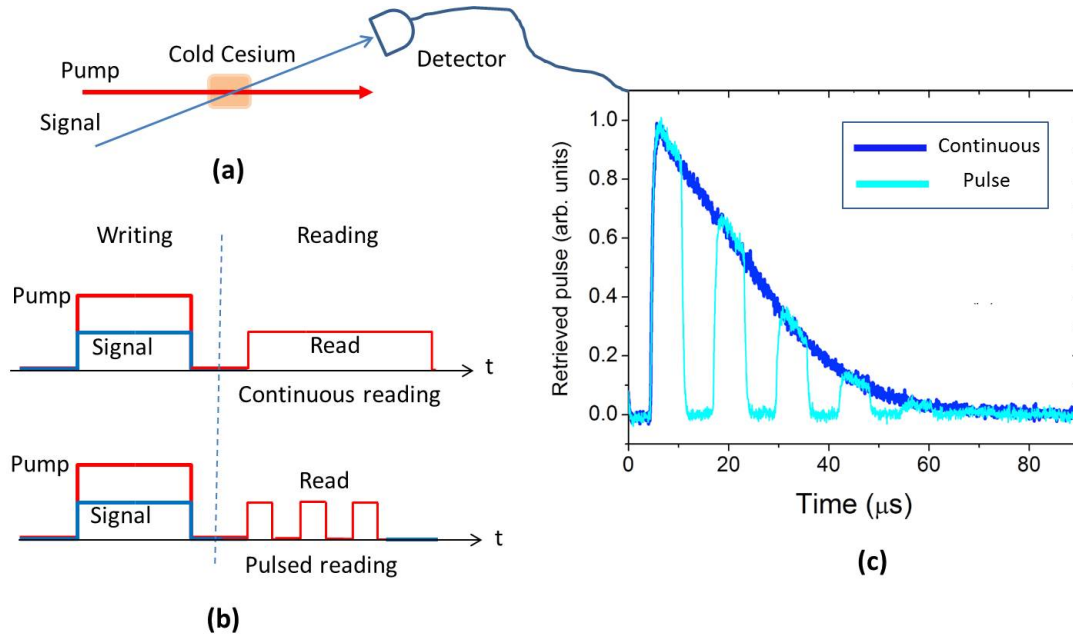 Cold Cesium
Pump
Signal
Detector
(a)
Writing
Reading
Pump
Signal
Read
t
Continuous reading
Pump
Signal
Read
t
Pulsed reading
(b)
Retrieved pulse (arb. units)
1.0
0.8
0.6
0.4
0.2
0.0
Continuous
Pulse
0 20 40 60 80
Time (μs)
(c)